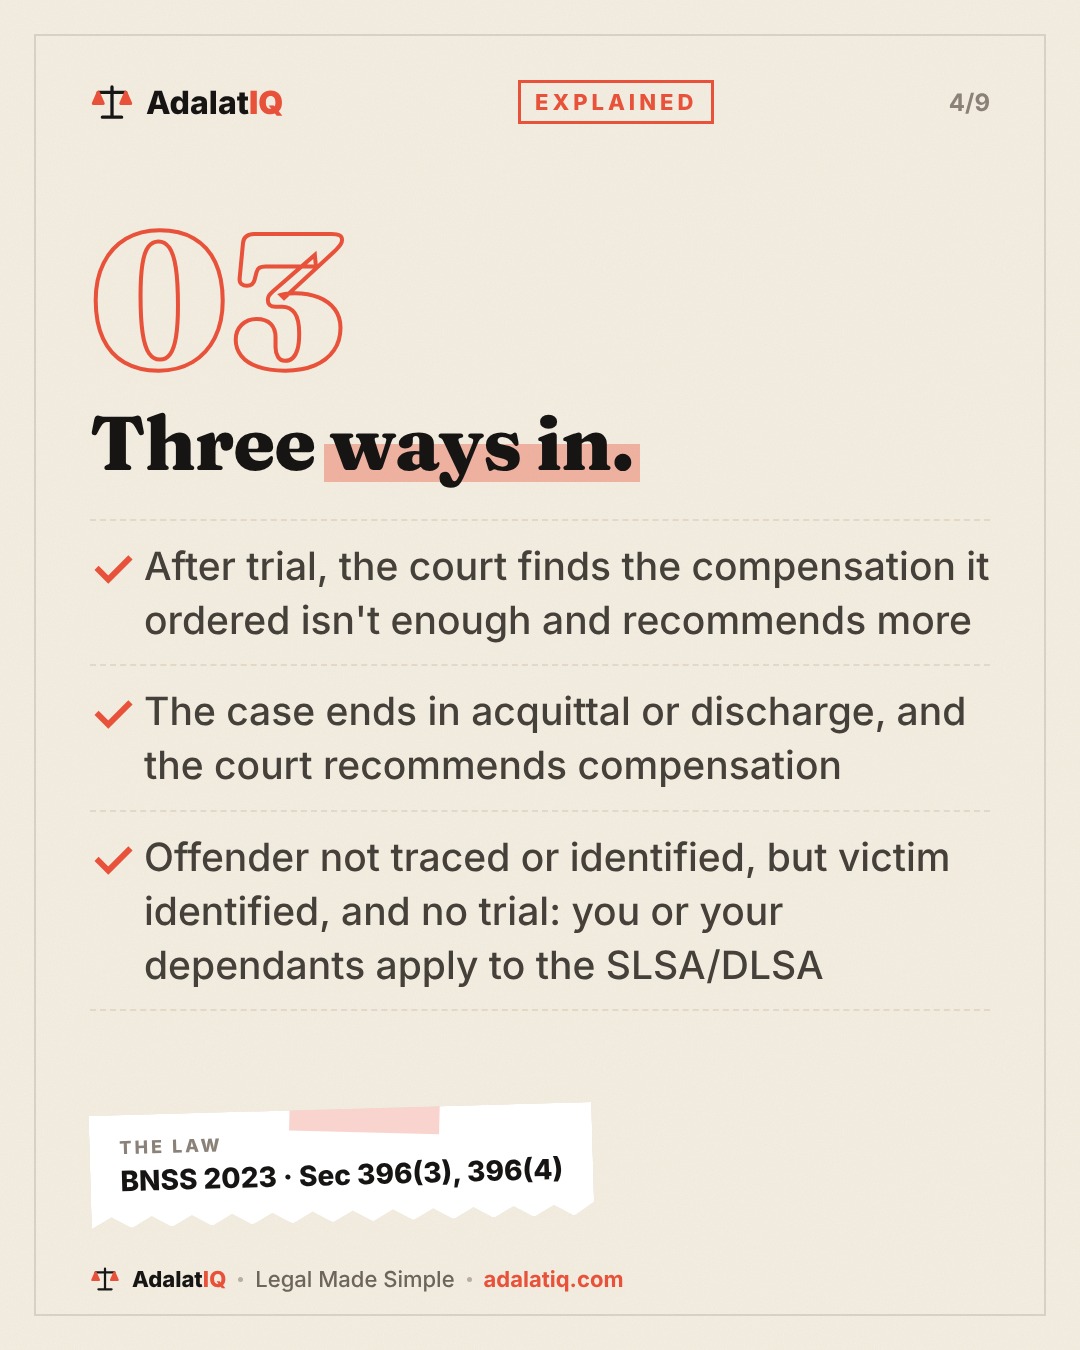 AdalatIQ
EXPLAINED
4/9
03
Three ways in.
After trial, the court finds the compensation it
ordered isn't enough and recommends more
The case ends in acquittal or discharge, and
the court recommends compensation
Offender not traced or identified, but victim
identified, and no trial: you or your
dependants apply to the SLSA/DLSA
THE LAW
BNSS 2023 · Sec 396(3), 396(4)
AdalatIQ • Legal Made Simple • adalatiq.com